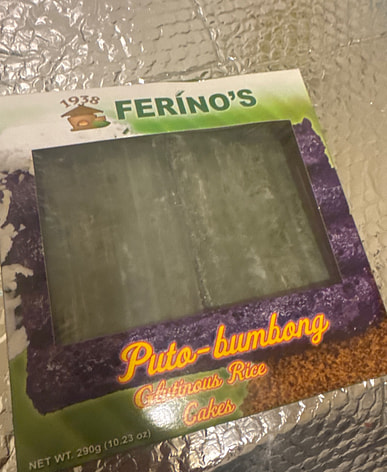 1938 FERÍNO'S
Puto-bumbong
Glutinous Rice
Cakes
NET WT. 290g (10.23 oz)